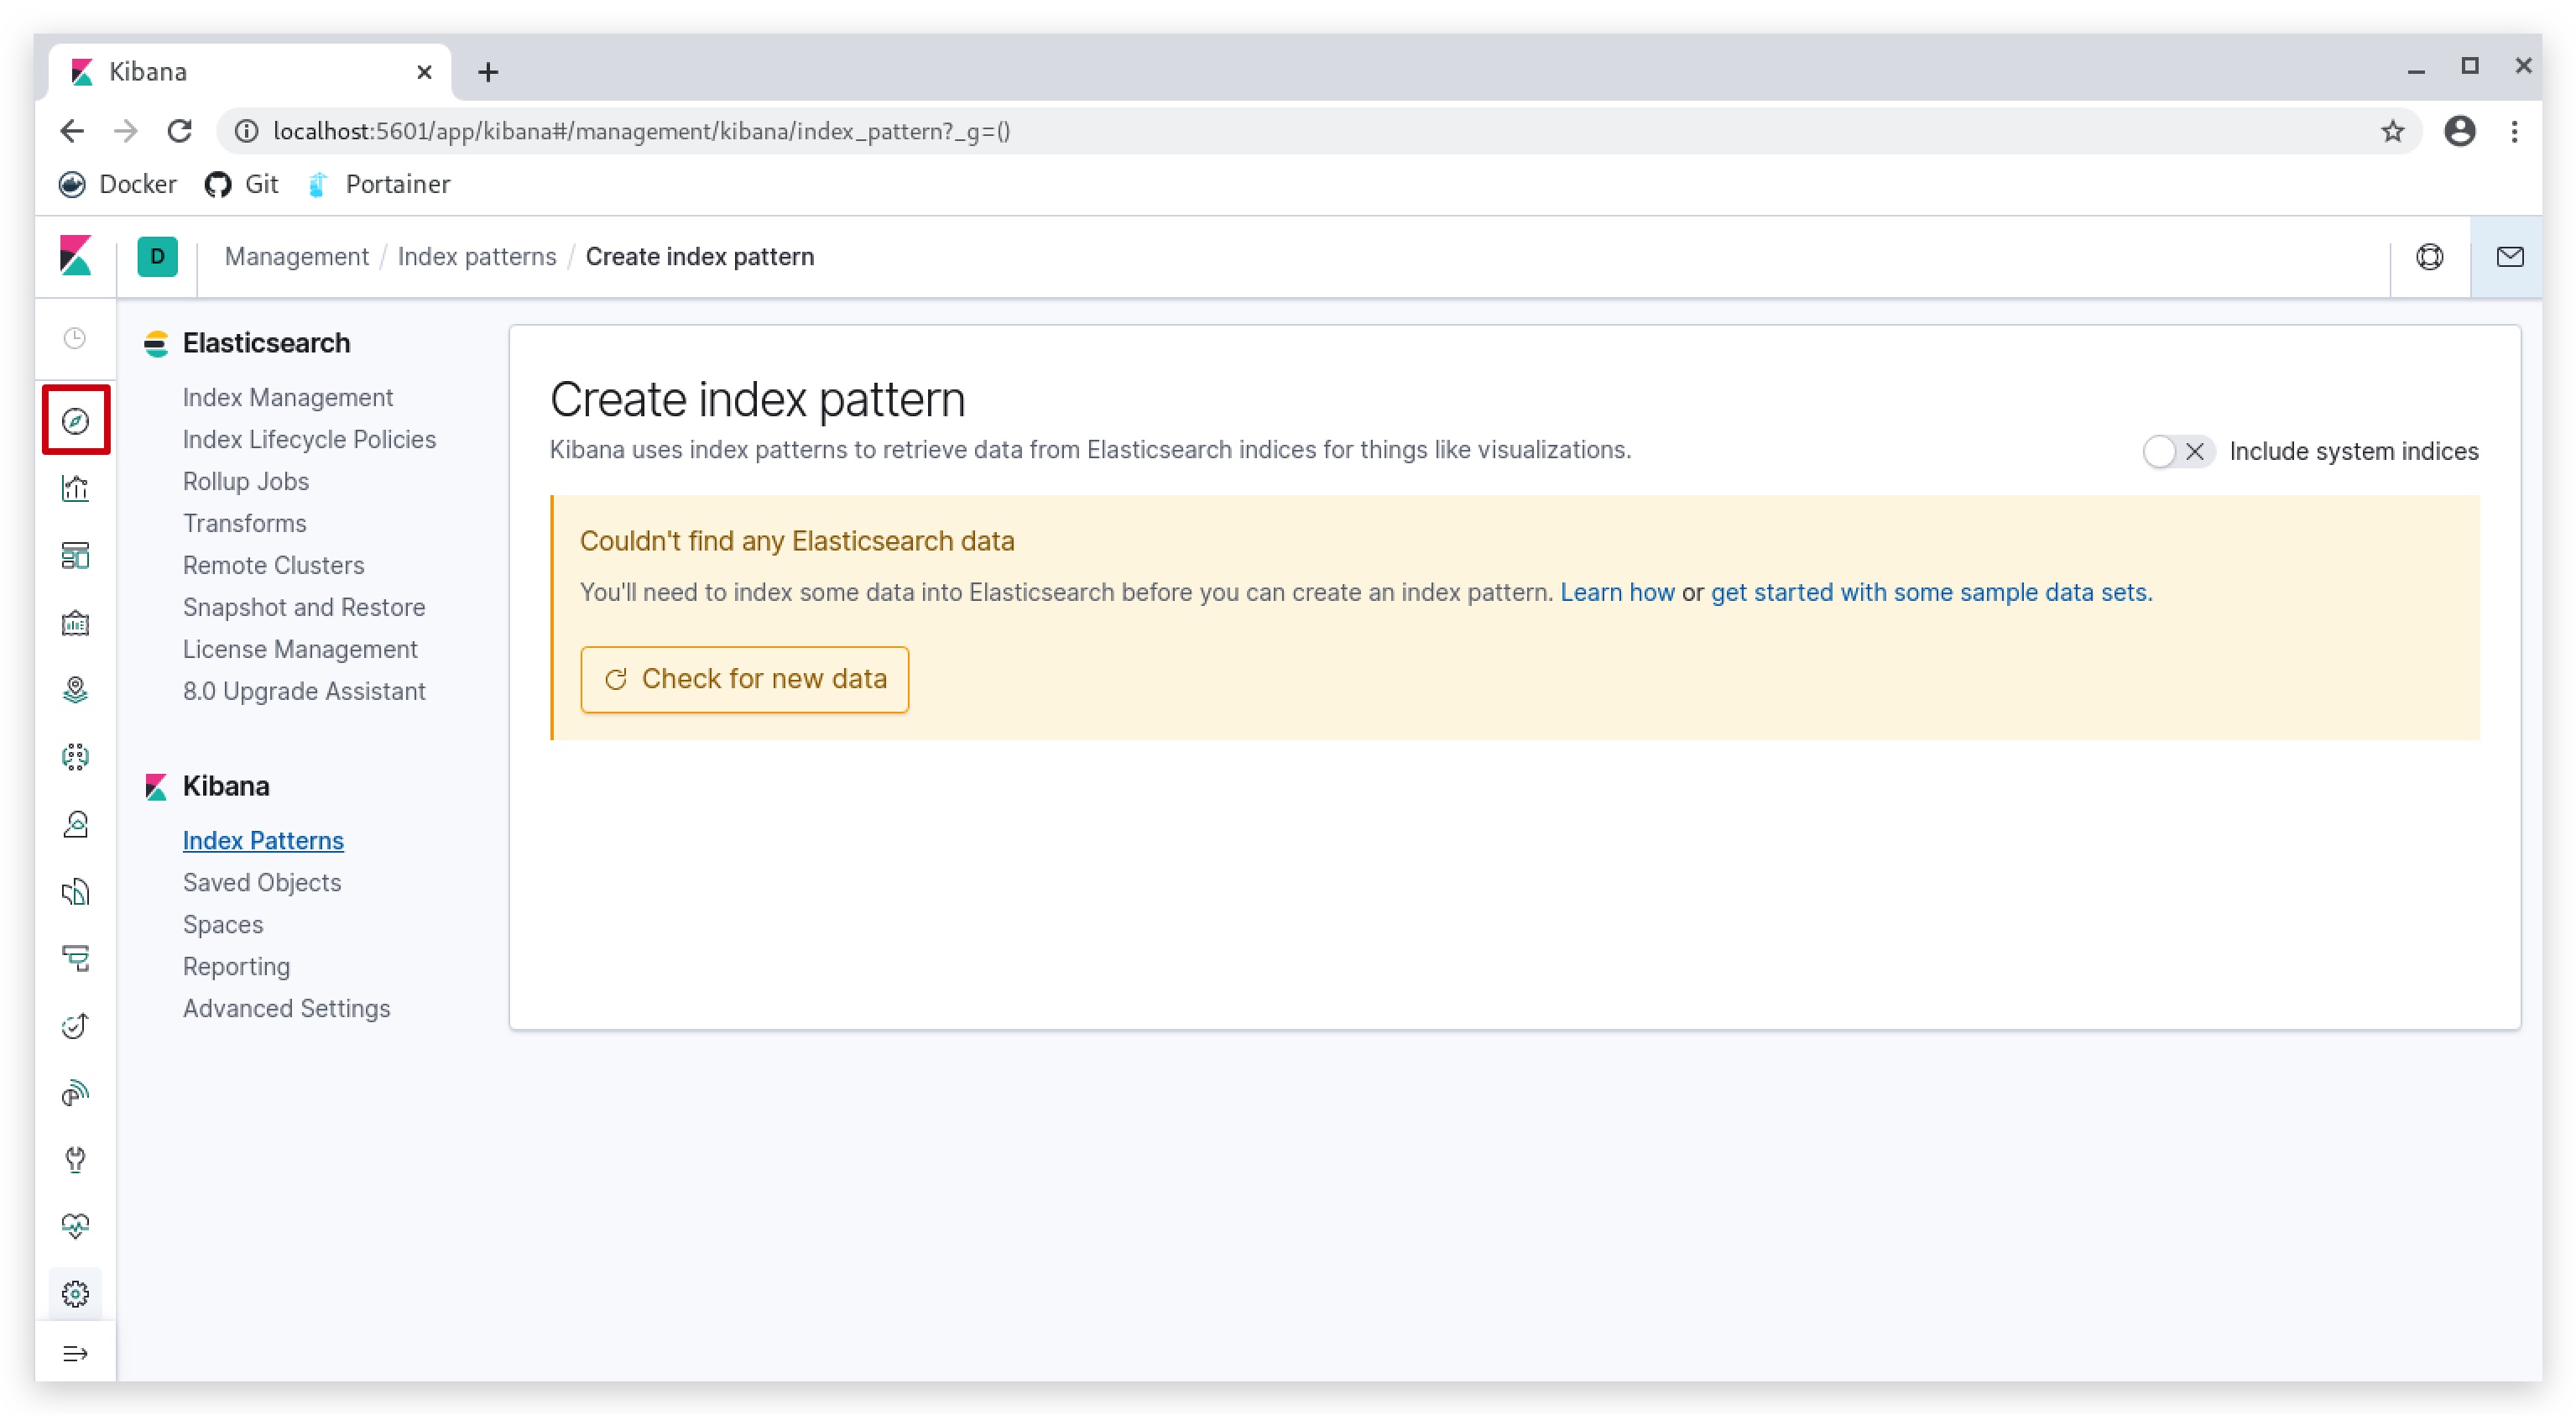 Kibana
localhost:5601/app/kibana#/management/kibana/index_pattern?_g=()
Docker Git Portainer
D Management / Index patterns / Create index pattern
Elasticsearch
Index Management
Index Lifecycle Policies
Rollup Jobs
Transforms
Remote Clusters
Snapshot and Restore
License Management
8.0 Upgrade Assistant
Kibana
Index Patterns
Saved Objects
Spaces
Reporting
Advanced Settings
Create index pattern
Kibana uses index patterns to retrieve data from Elasticsearch indices for things like visualizations.
Include system indices
Couldn't find any Elasticsearch data
You'll need to index some data into Elasticsearch before you can create an index pattern. Learn how or get started with some sample data sets.
Check for new data